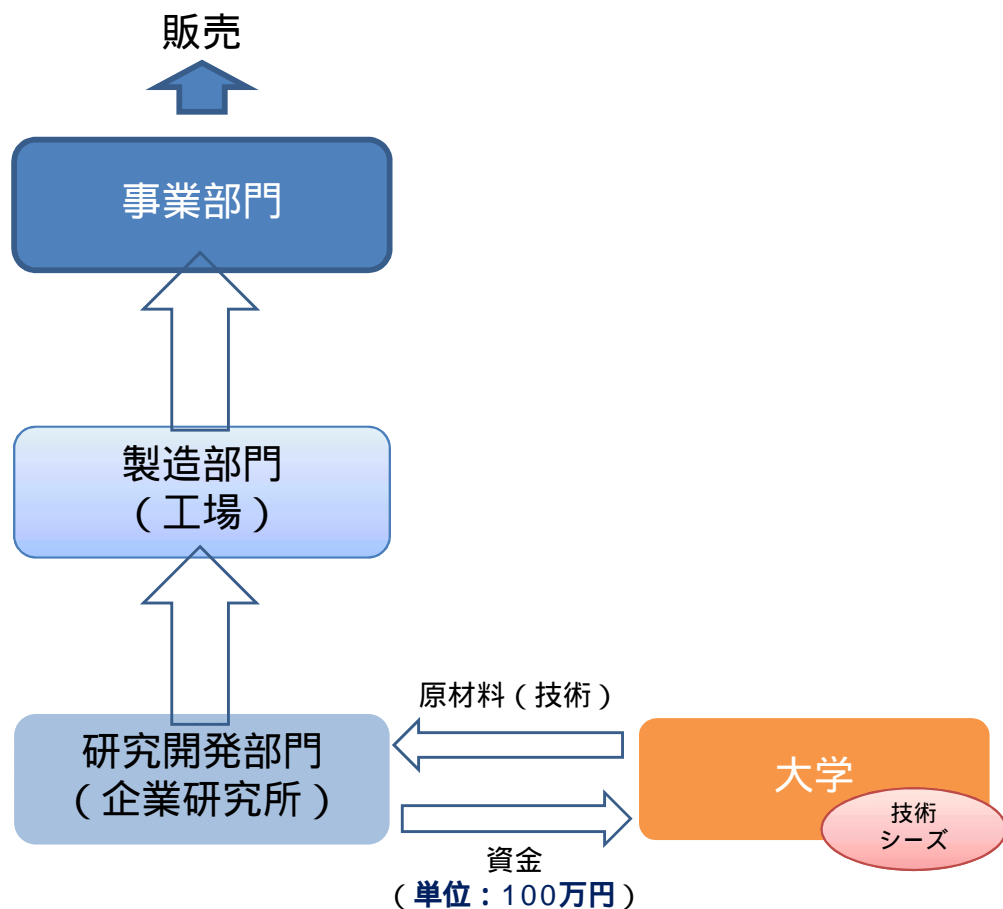 販売
事業部門
製造部門
（工場）
原材料（技術）
研究開発部門
（企業研究所）
大学
技術
シーズ
資金
（単位：100万円）